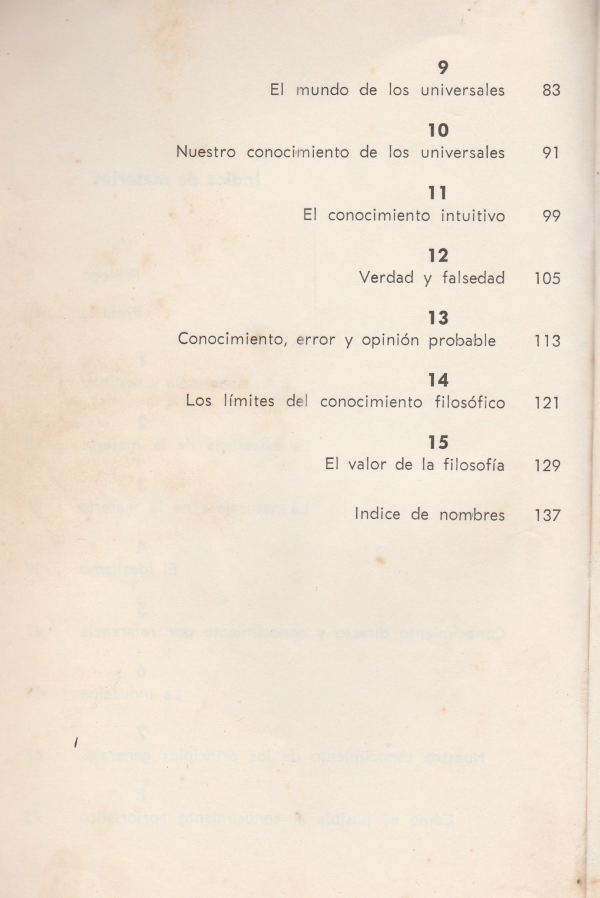 9
El mundo de los universales 83
10
Nuestro conocimiento de los universales 91
11
El conocimiento intuitivo 99
12
Verdad y falsedad 105
13
Conocimiento, error y opinión probable 113
14
Los límites del conocimiento filosófico 121
15
El valor de la filosofía 129
Indice de nombres 137